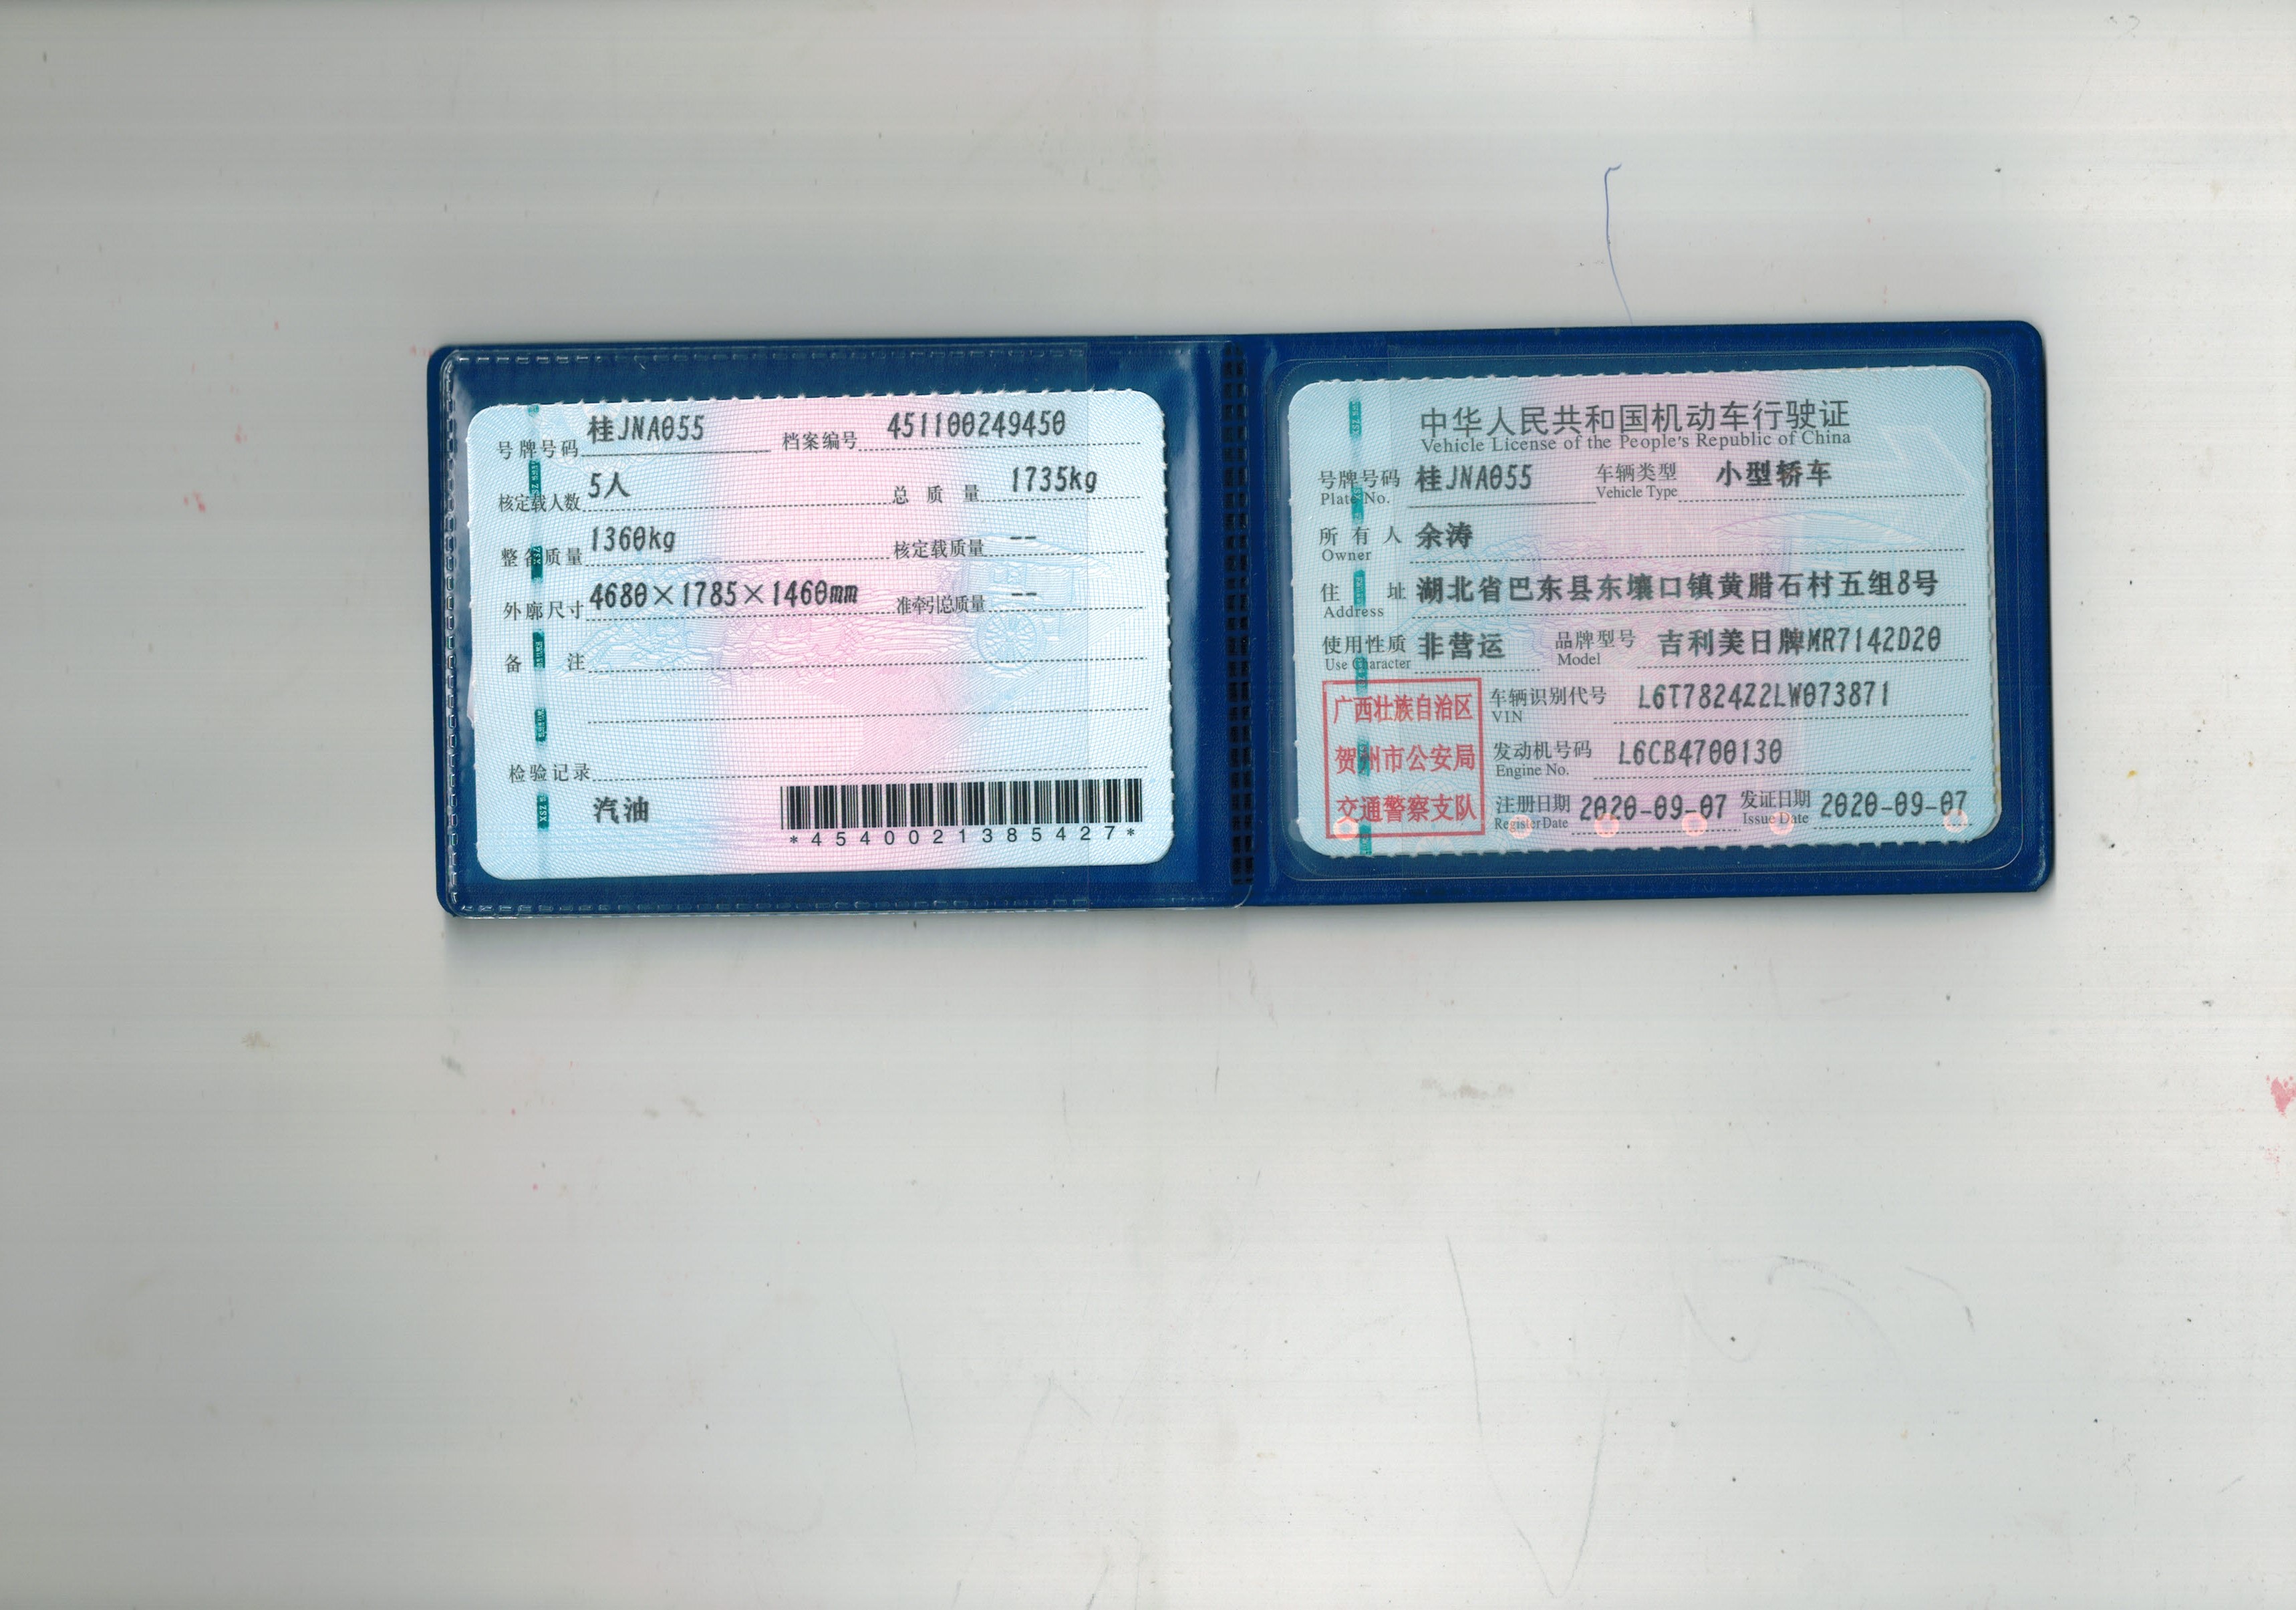 号牌号码 桂JNA055 档案编号 451100249450
核定载人数 5人 总质量 1735kg
整备质量 1360kg 核定载质量 --
外廓尺寸 4680×1785×1460mm 准牵引总质量 --
备注
检验记录
汽油
*4540021385427*
中华人民共和国机动车行驶证
Vehicle License of the People's Republic of China
号牌号码 桂JNA055 车辆类型 小型轿车
Plate No. Vehicle Type
所有人 余涛
Owner
住址 湖北省巴东县东壤口镇黄腊石村五组8号
Address
使用性质 非营运 品牌型号 吉利美日牌MR7142D20
Use Character Model
广西壮族自治区
贺州市公安局
交通警察支队
车辆识别代号 L6T7824Z2LW073871
VIN
发动机号码 L6CB4700130
Engine No.
注册日期 2020-09-07 发证日期 2020-09-07
Register Date Issue Date